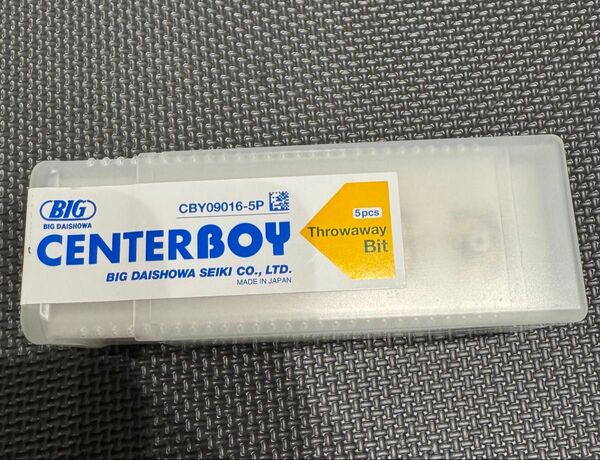 BIG
BIG DAISHOWA
CBY09016-5P
CENTERBOY
BIG DAISHOWA SEIKI CO., LTD.
MADE IN JAPAN
5pcs
Throwaway
Bit